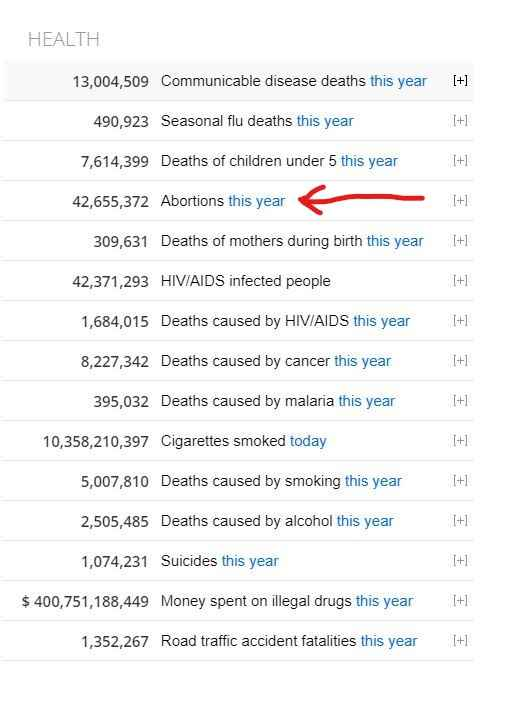 HEALTH
13,004,509 Communicable disease deaths this year [+]
490,923 Seasonal flu deaths this year [+]
7,614,399 Deaths of children under 5 this year [+]
42,655,372 Abortions this year [+]
309,631 Deaths of mothers during birth this year [+]
42,371,293 HIV/AIDS infected people [+]
1,684,015 Deaths caused by HIV/AIDS this year [+]
8,227,342 Deaths caused by cancer this year [+]
395,032 Deaths caused by malaria this year [+]
10,358,210,397 Cigarettes smoked today [+]
5,007,810 Deaths caused by smoking this year [+]
2,505,485 Deaths caused by alcohol this year [+]
1,074,231 Suicides this year [+]
$ 400,751,188,449 Money spent on illegal drugs this year [+]
1,352,267 Road traffic accident fatalities this year [+]